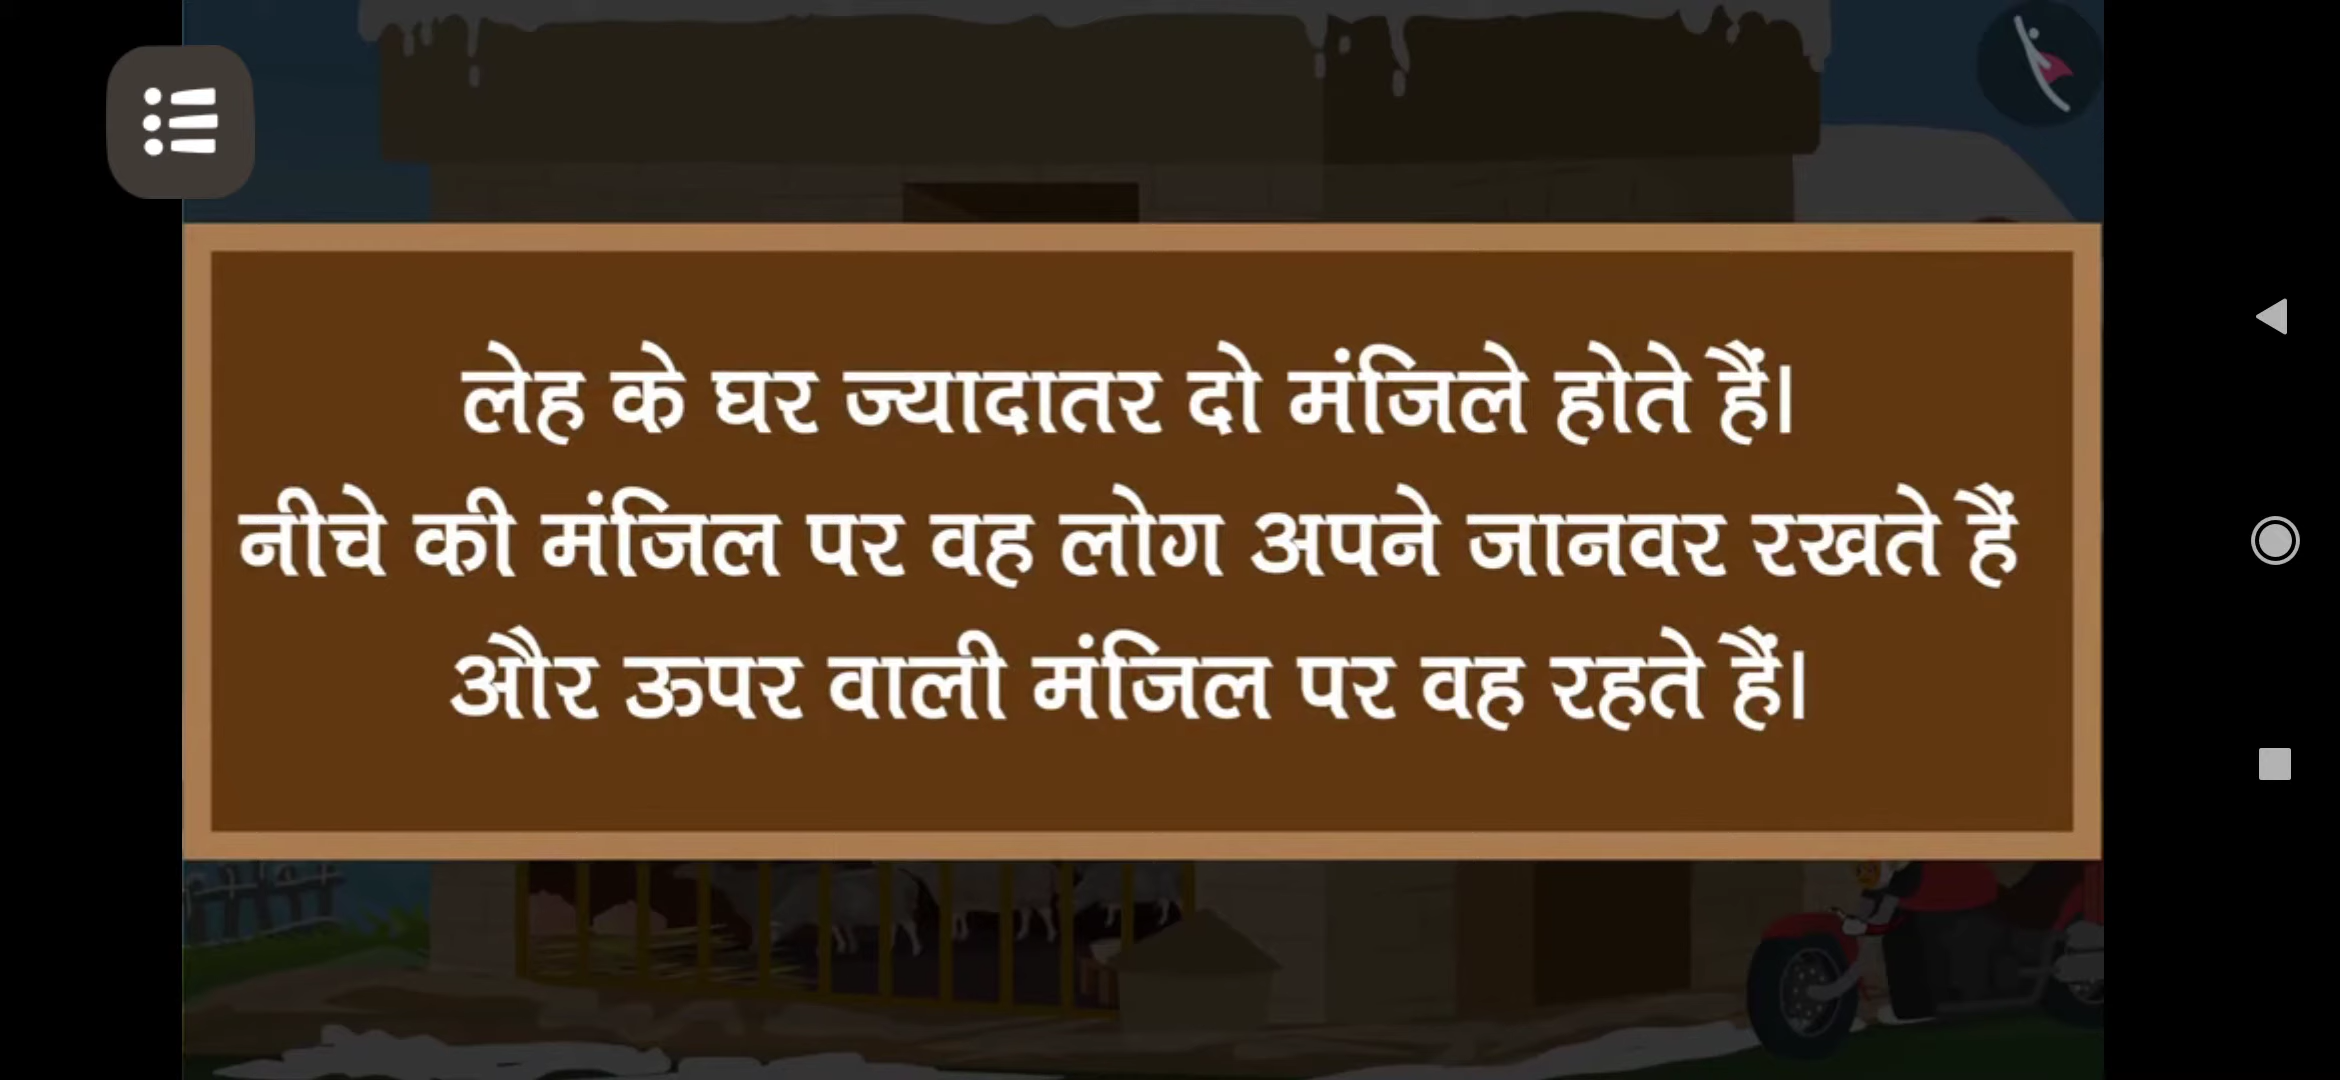 लेह के घर ज्यादातर दो मंजिले होते हैं।
नीचे की मंजिल पर वह लोग अपने जानवर रखते हैं
और ऊपर वाली मंजिल पर वह रहते हैं।